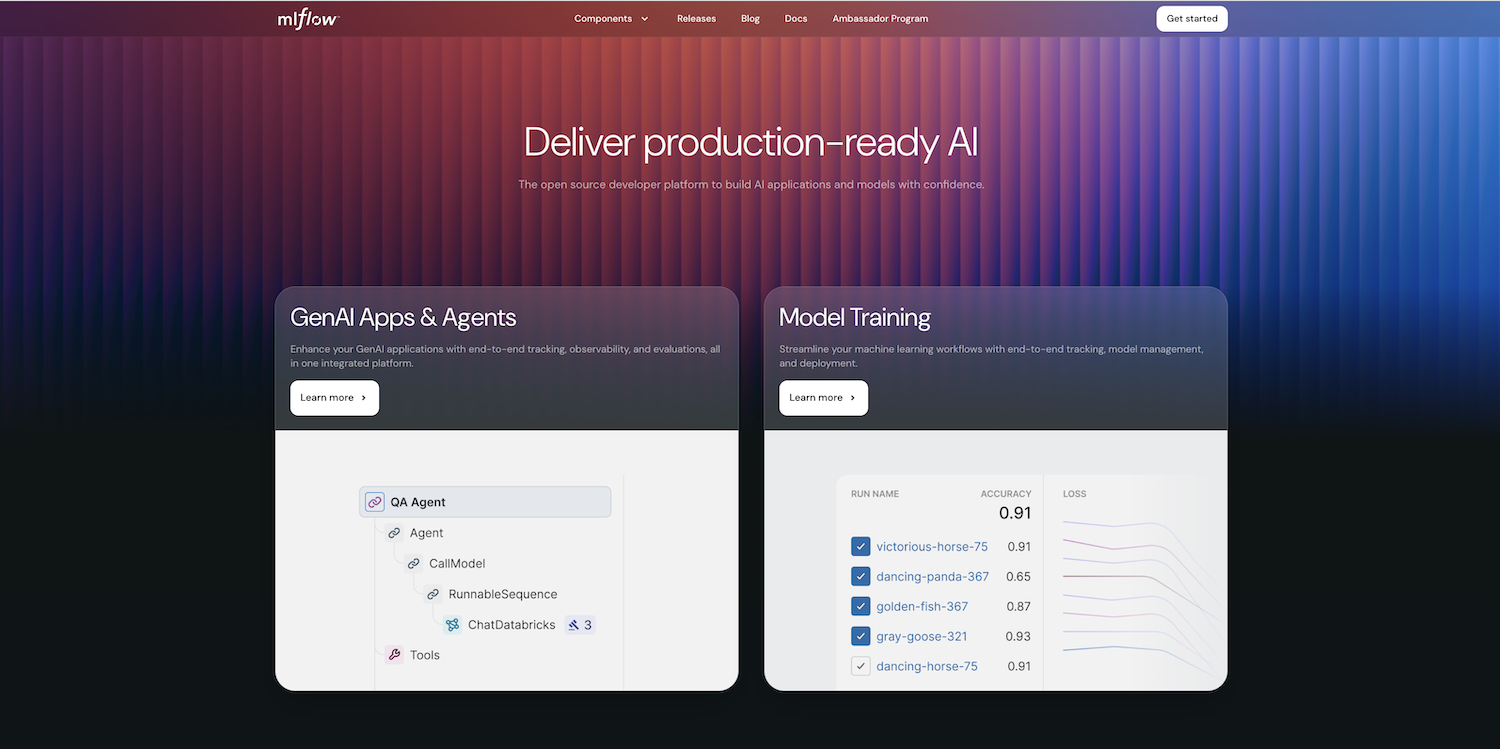 mlflow™
Components
Releases
Blog
Docs
Ambassador Program
Get started
Deliver production-ready AI
The open source developer platform to build AI applications and models with confidence.
GenAI Apps & Agents
Enhance your GenAI applications with end-to-end tracking, observability, and evaluations, all
in one integrated platform.
Learn more
QA Agent
Agent
CallModel
RunnableSequence
ChatDatabricks 3
Tools
Model Training
Streamline your machine learning workflows with end-to-end tracking, model management,
and deployment.
Learn more
RUN NAME ACCURACY LOSS
0.91
victorious-horse-75 0.91
dancing-panda-367 0.65
golden-fish-367 0.87
gray-goose-321 0.93
dancing-horse-75 0.91